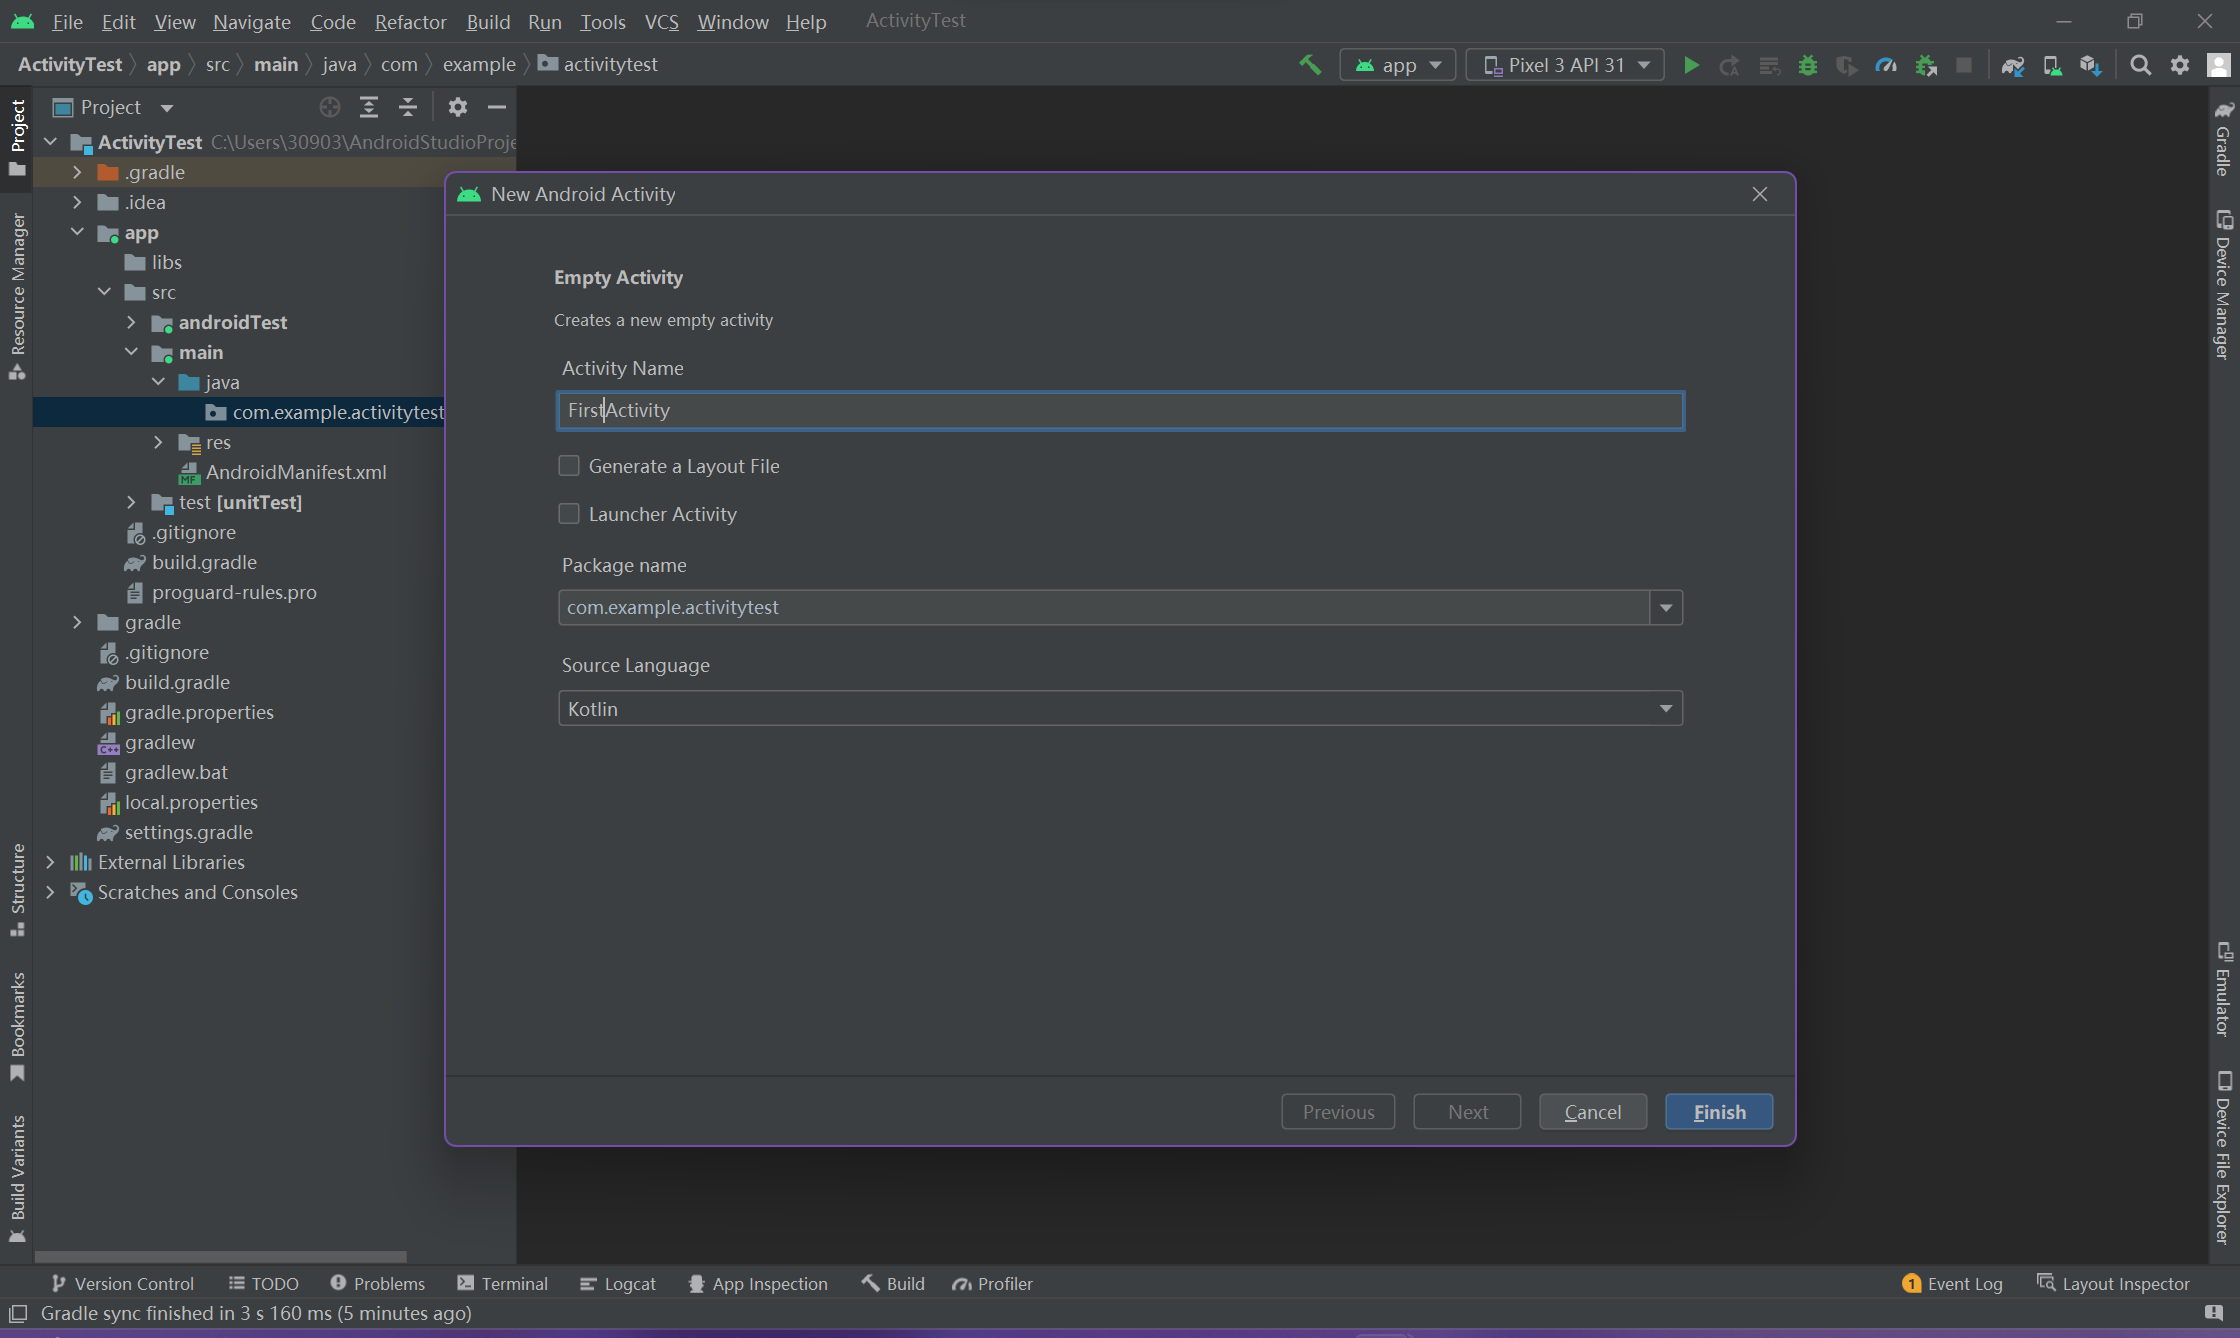 File Edit View Navigate Code Refactor Build Run Tools VCS Window Help ActivityTest
ActivityTest app src main java com example activitytest app Pixel 3 API 31
Project
ActivityTest C:\Users\30903\AndroidStudioProje
.gradle
.idea
app
libs
src
androidTest
main
java
com.example.activitytest
res
AndroidManifest.xml
test [unitTest]
.gitignore
build.gradle
proguard-rules.pro
gradle
.gitignore
build.gradle
gradle.properties
gradlew
gradlew.bat
local.properties
settings.gradle
External Libraries
Scratches and Consoles
Project
Resource Manager
Structure
Bookmarks
Build Variants
New Android Activity
Empty Activity
Creates a new empty activity
Activity Name
FirstActivity
Generate a Layout File
Launcher Activity
Package name
com.example.activitytest
Source Language
Kotlin
Previous Next Cancel Finish
Gradle
Device Manager
Emulator
Device File Explorer
Version Control TODO Problems Terminal Logcat App Inspection Build Profiler 1 Event Log Layout Inspector
Gradle sync finished in 3 s 160 ms (5 minutes ago)